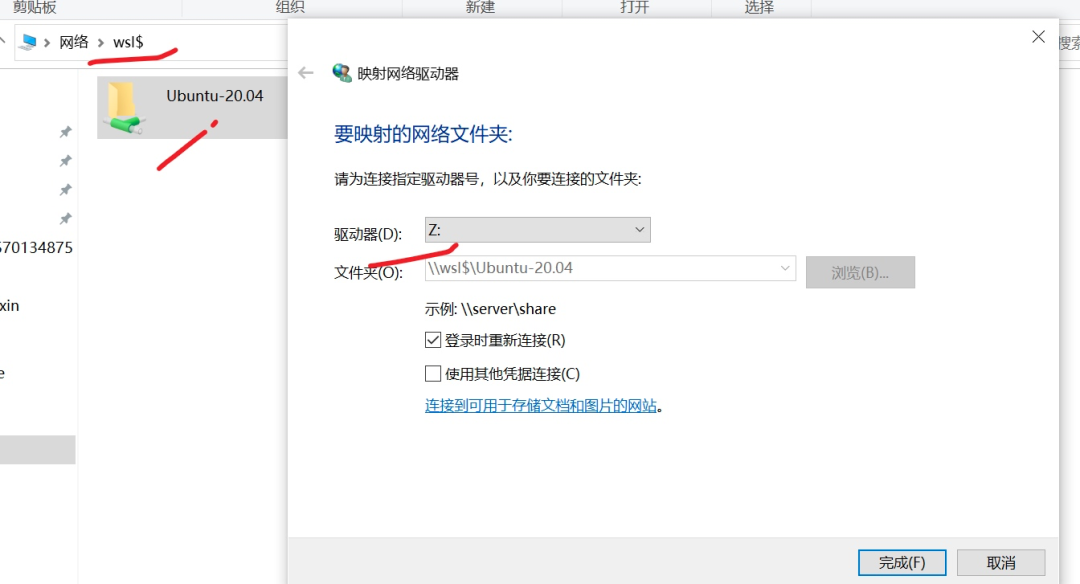 剪贴板 组织 新建 打开 选择
网络 wsl$
搜索
Ubuntu-20.04
570134875
xin
e
映射网络驱动器
要映射的网络文件夹:
请为连接指定驱动器号，以及你要连接的文件夹:
驱动器(D): Z:
文件夹(O): \\wsl$\Ubuntu-20.04 浏览(B)...
示例: \\server\share
登录时重新连接(R)
使用其他凭据连接(C)
连接到可用于存储文档和图片的网站。
完成(F) 取消